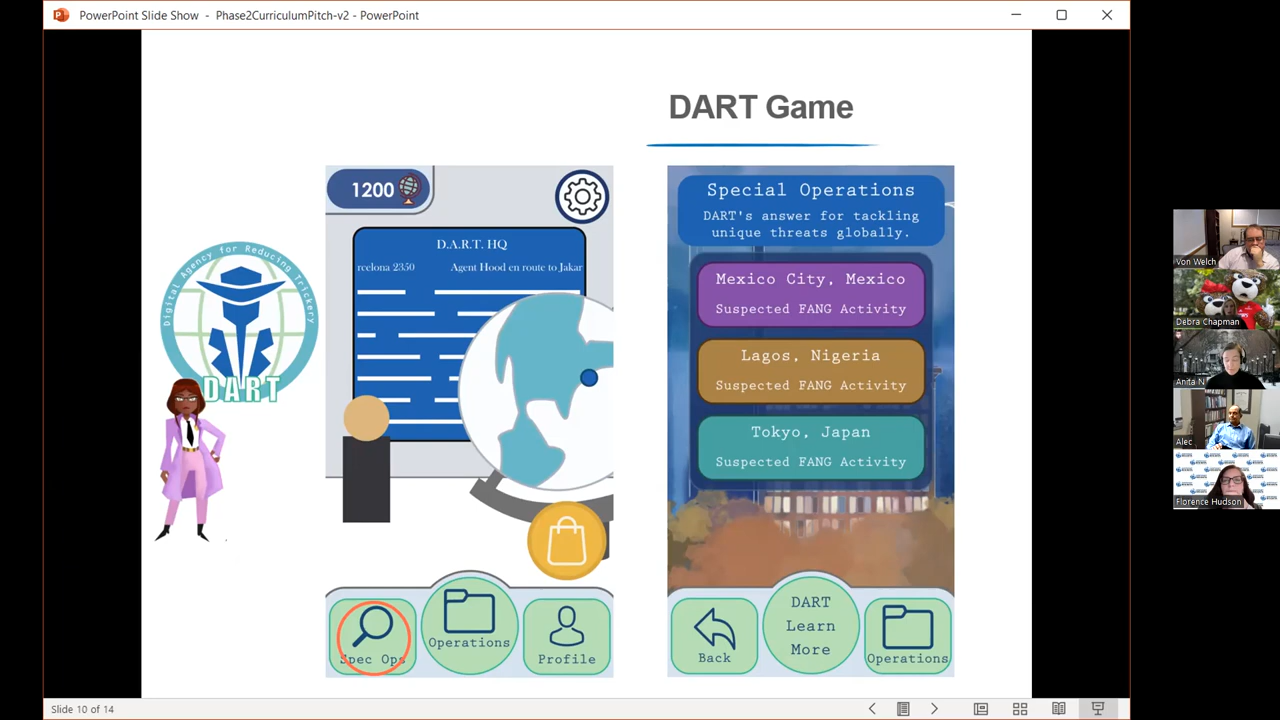 PowerPoint Slide Show - Phase2CurriculumPitch-v2 - PowerPoint
DART Game
1200
D.A.R.T. HQ
rcelona 2350 Agent Hood en route to Jakar
Digital Agency for Reducing Trickery
DART
Spec Ops
Operations
Profile
Special Operations
DART's answer for tackling
unique threats globally.
Mexico City, Mexico
Suspected FANG Activity
Lagos, Nigeria
Suspected FANG Activity
Tokyo, Japan
Suspected FANG Activity
Back
DART
Learn
More
Operations
Von Welch
Debra Chapman
Anita N
Alec
Florence Hudson
Slide 10 of 14